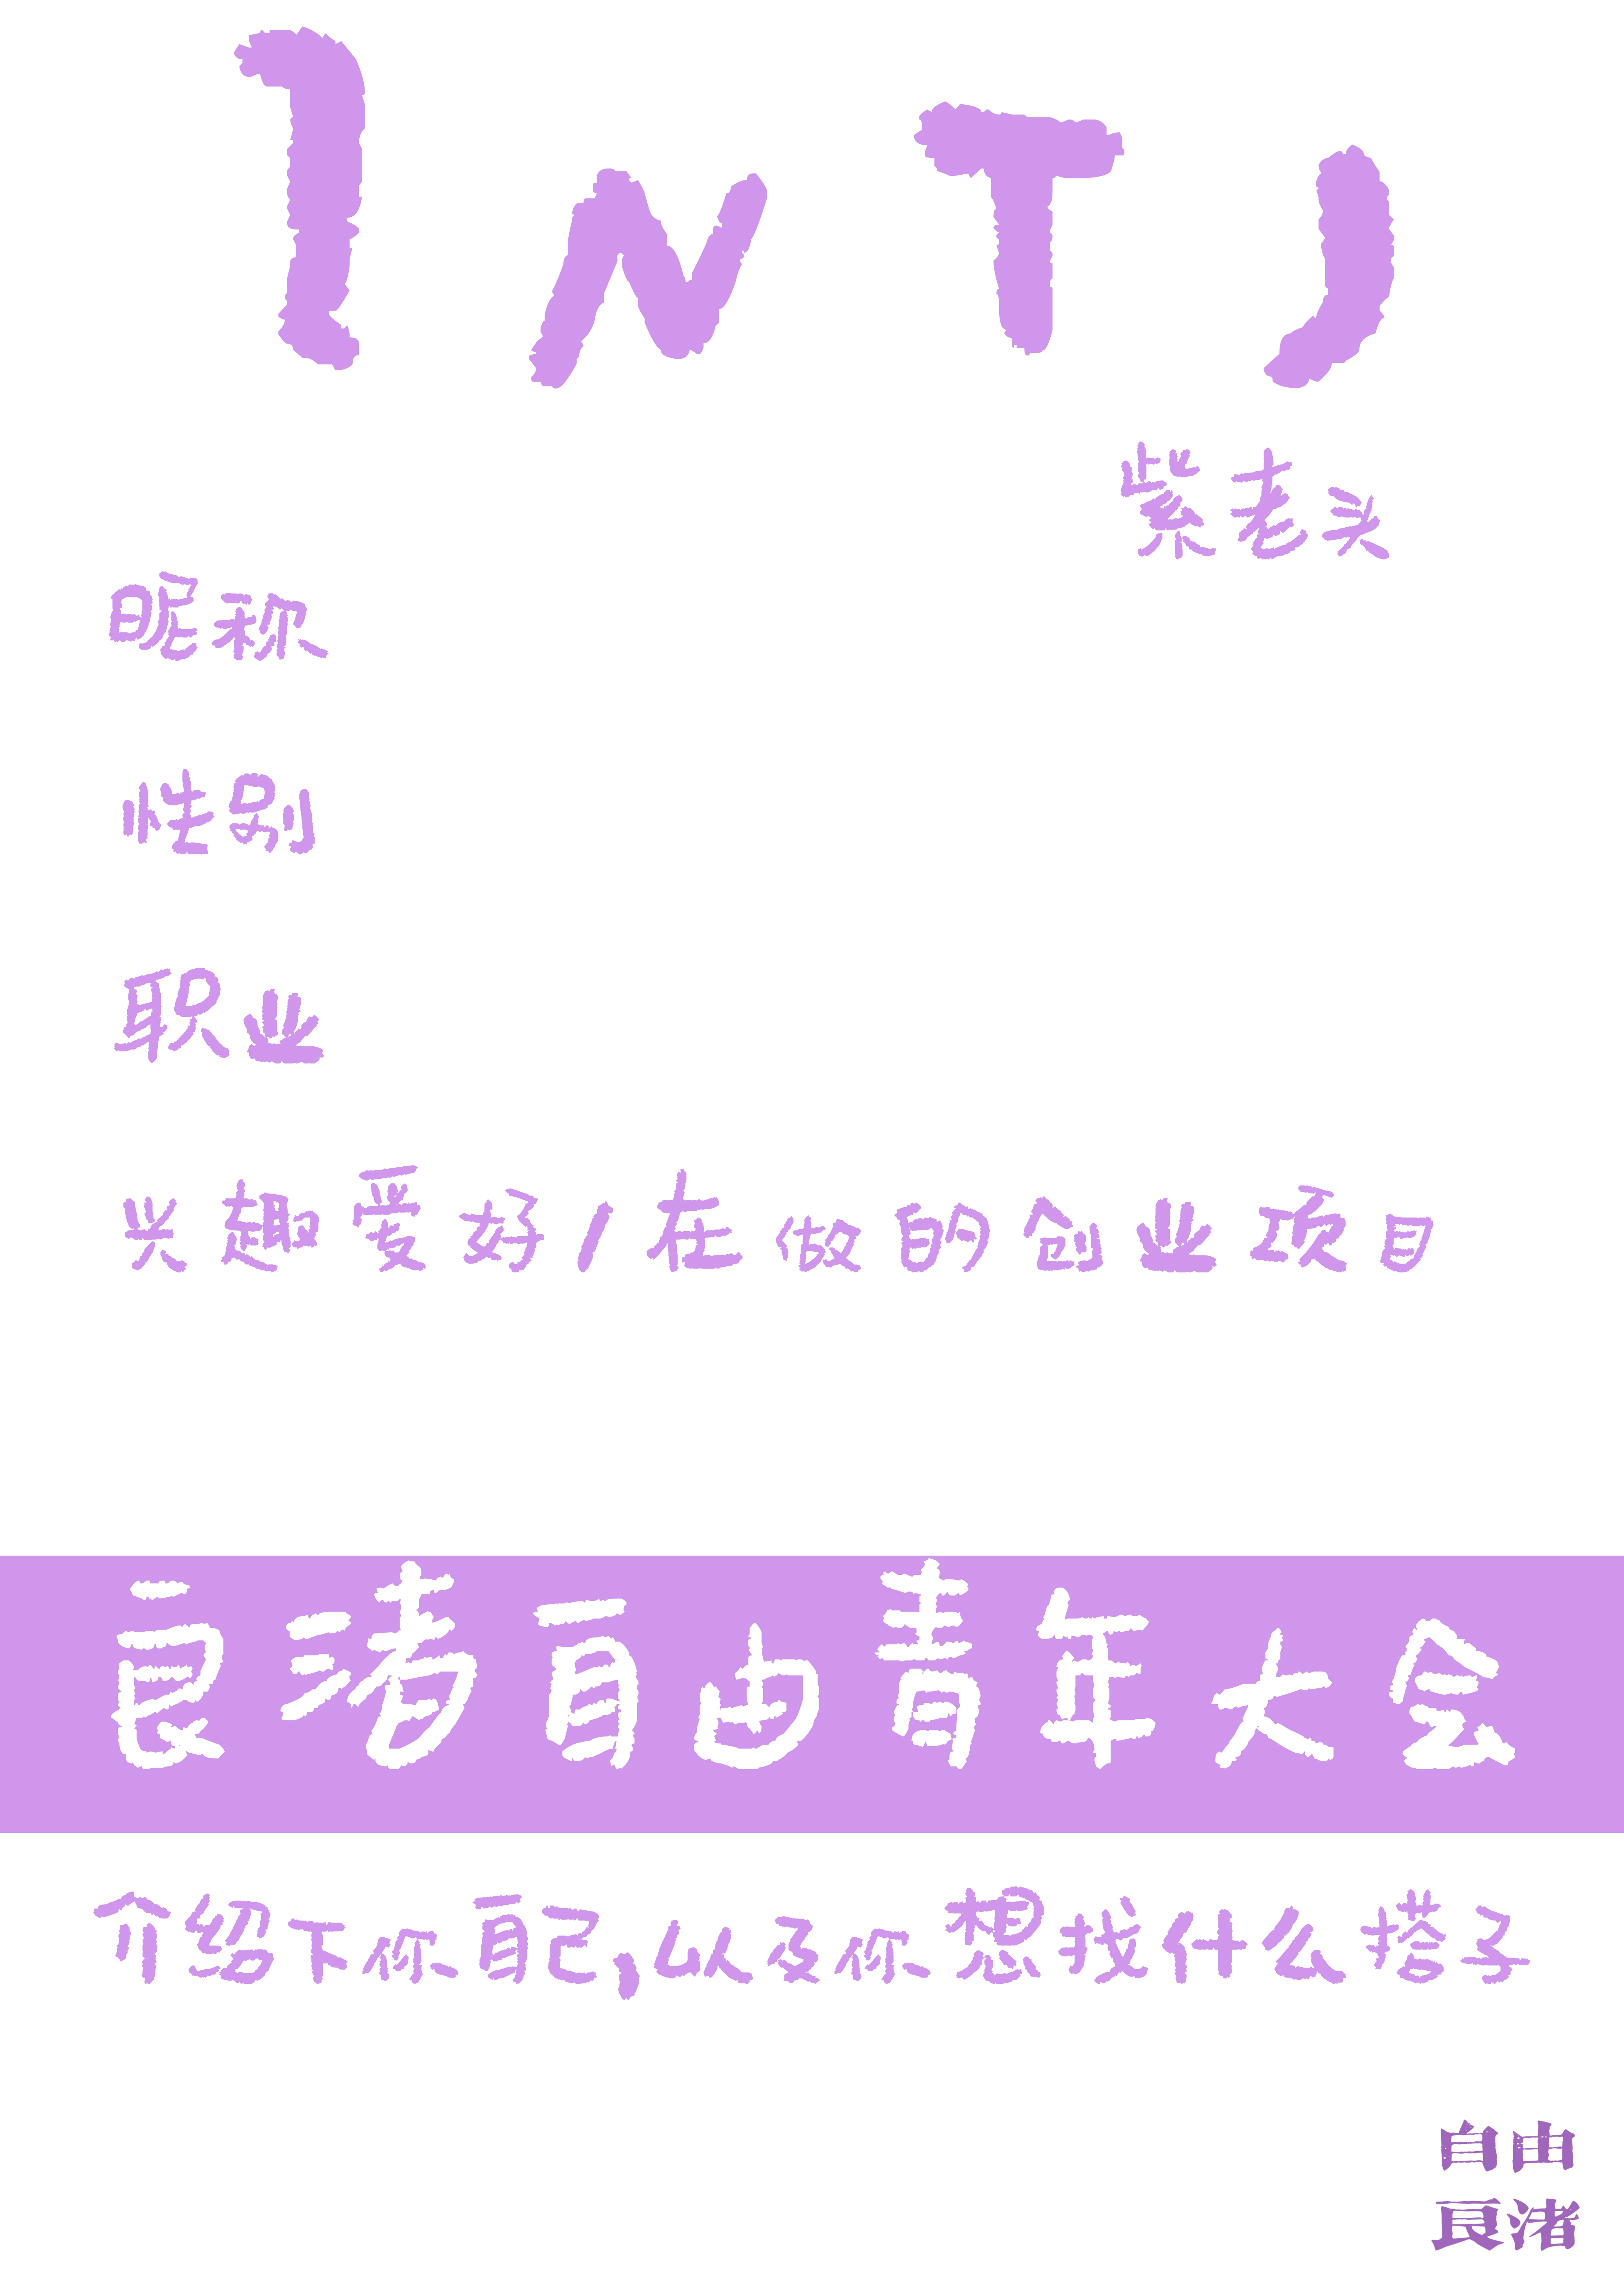 INTJ
紫老头
昵称
性别
职业
兴趣爱好/在做的创业项目
良渚自由青年大会
介绍下你自己,以及你想找什么搭子
自由
良渚